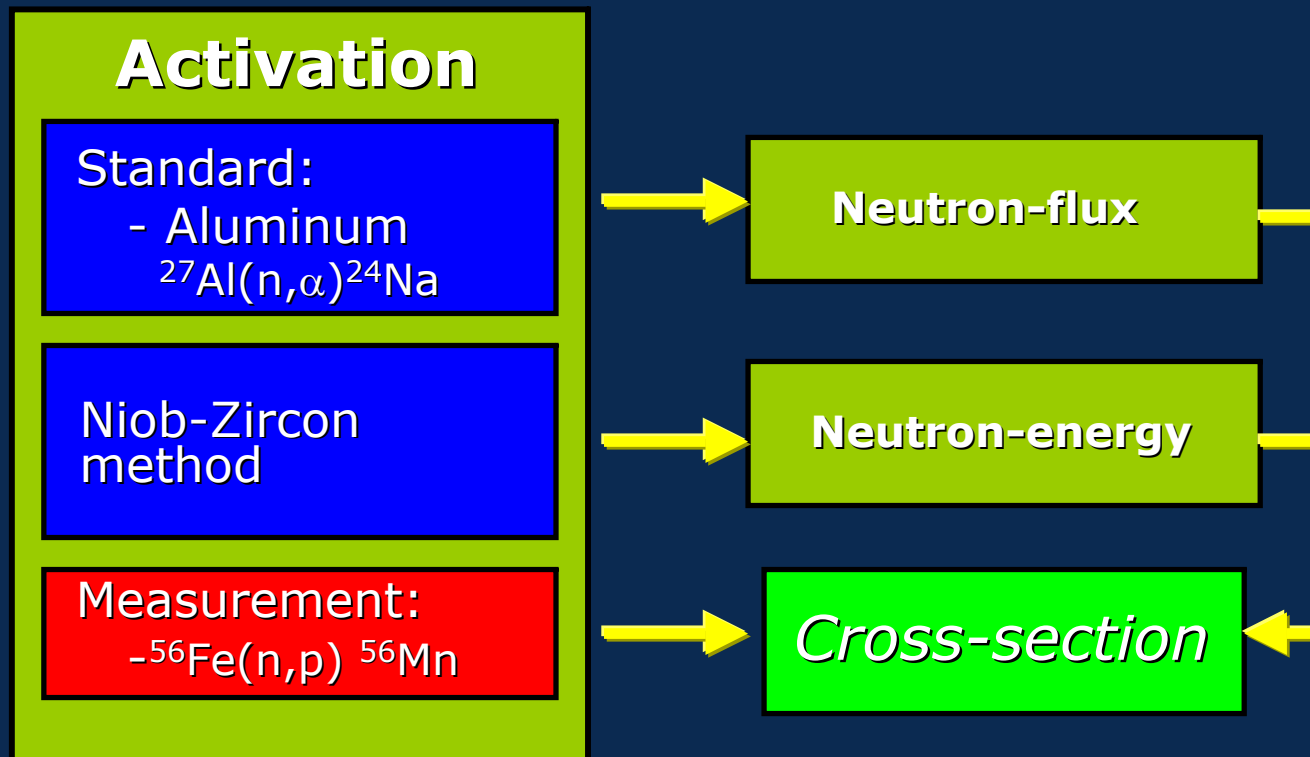 Activation
Standard:
- Aluminum
²⁷Al(n,α)²⁴Na
Neutron-flux
Niob-Zircon
method
Neutron-energy
Measurement:
-⁵⁶Fe(n,p) ⁵⁶Mn
Cross-section